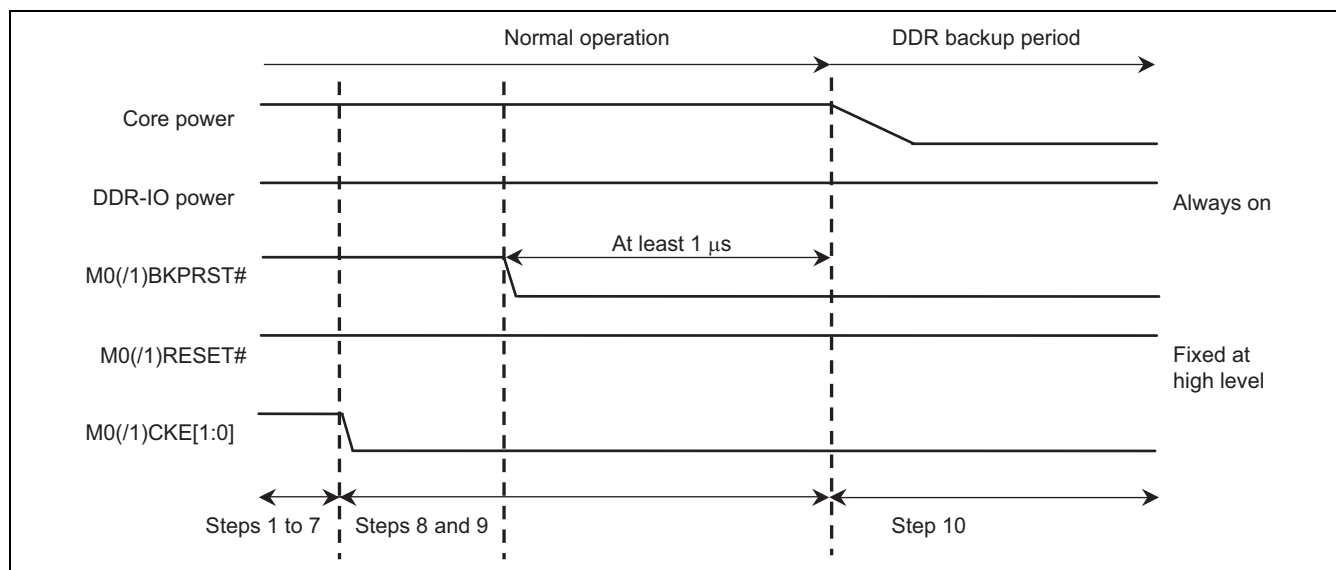 Normal operation
DDR backup period
Core power
DDR-IO power
Always on
At least 1 μs
M0(/1)BKPRST#
M0(/1)RESET#
Fixed at
high level
M0(/1)CKE[1:0]
Steps 1 to 7
Steps 8 and 9
Step 10